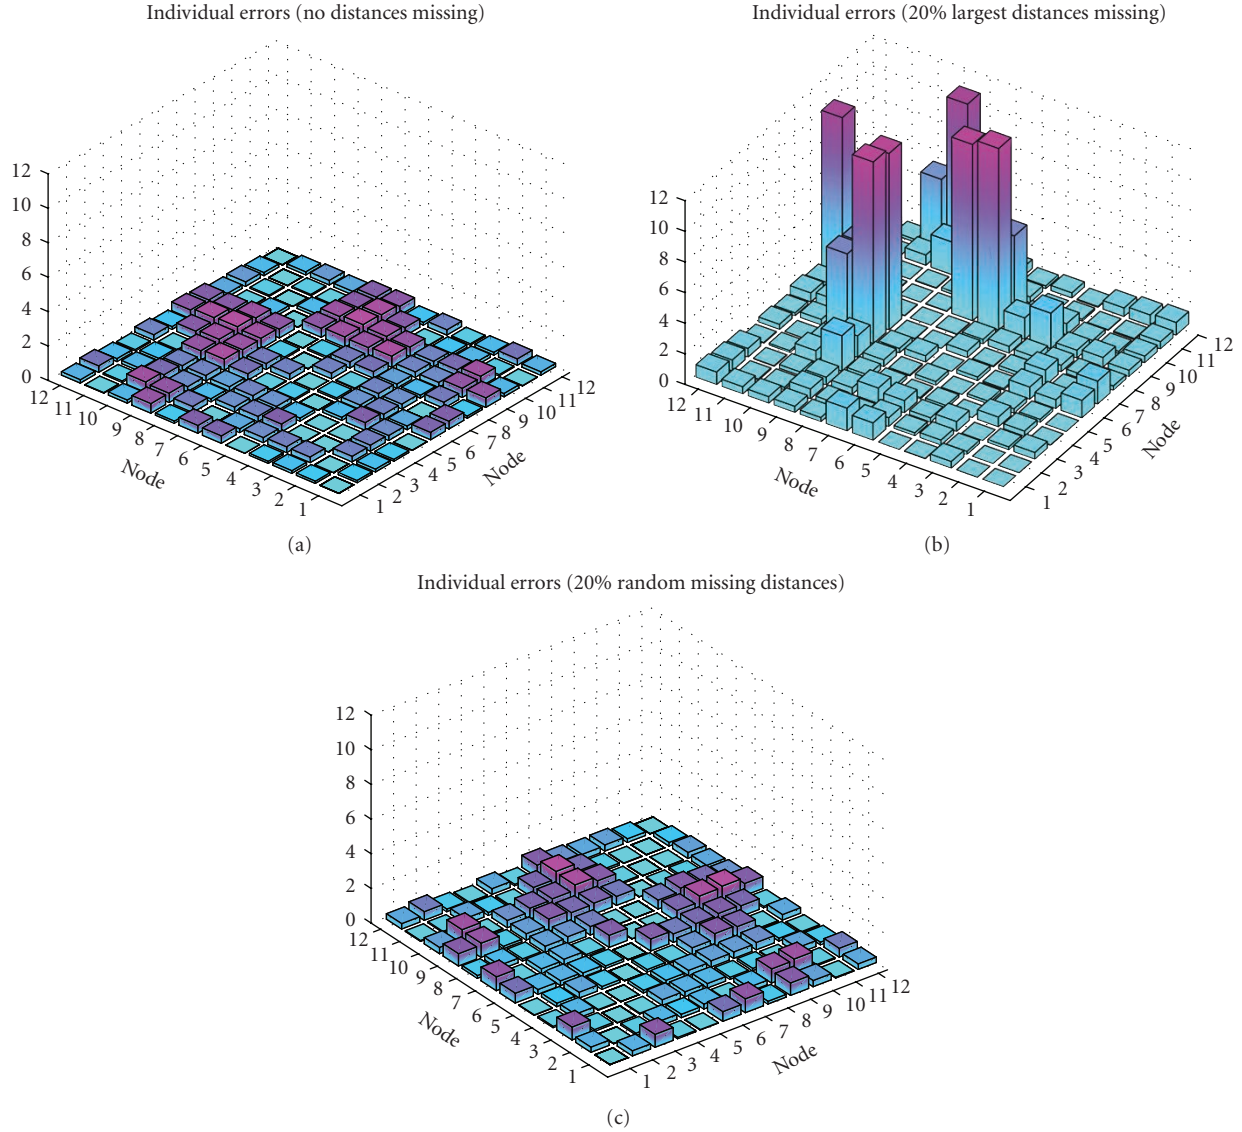 Individual errors (no distances missing)
12
10
8
6
4
2
0
12 11 10 9 8 7 6 5 4 3 2 1
Node
1 2 3 4 5 6 7 8 9 10 11 12
Node
(a)
Individual errors (20% largest distances missing)
12
10
8
6
4
2
0
12 11 10 9 8 7 6 5 4 3 2 1
Node
1 2 3 4 5 6 7 8 9 10 11 12
Node
(b)
Individual errors (20% random missing distances)
12
10
8
6
4
2
0
12 11 10 9 8 7 6 5 4 3 2 1
Node
1 2 3 4 5 6 7 8 9 10 11 12
Node
(c)